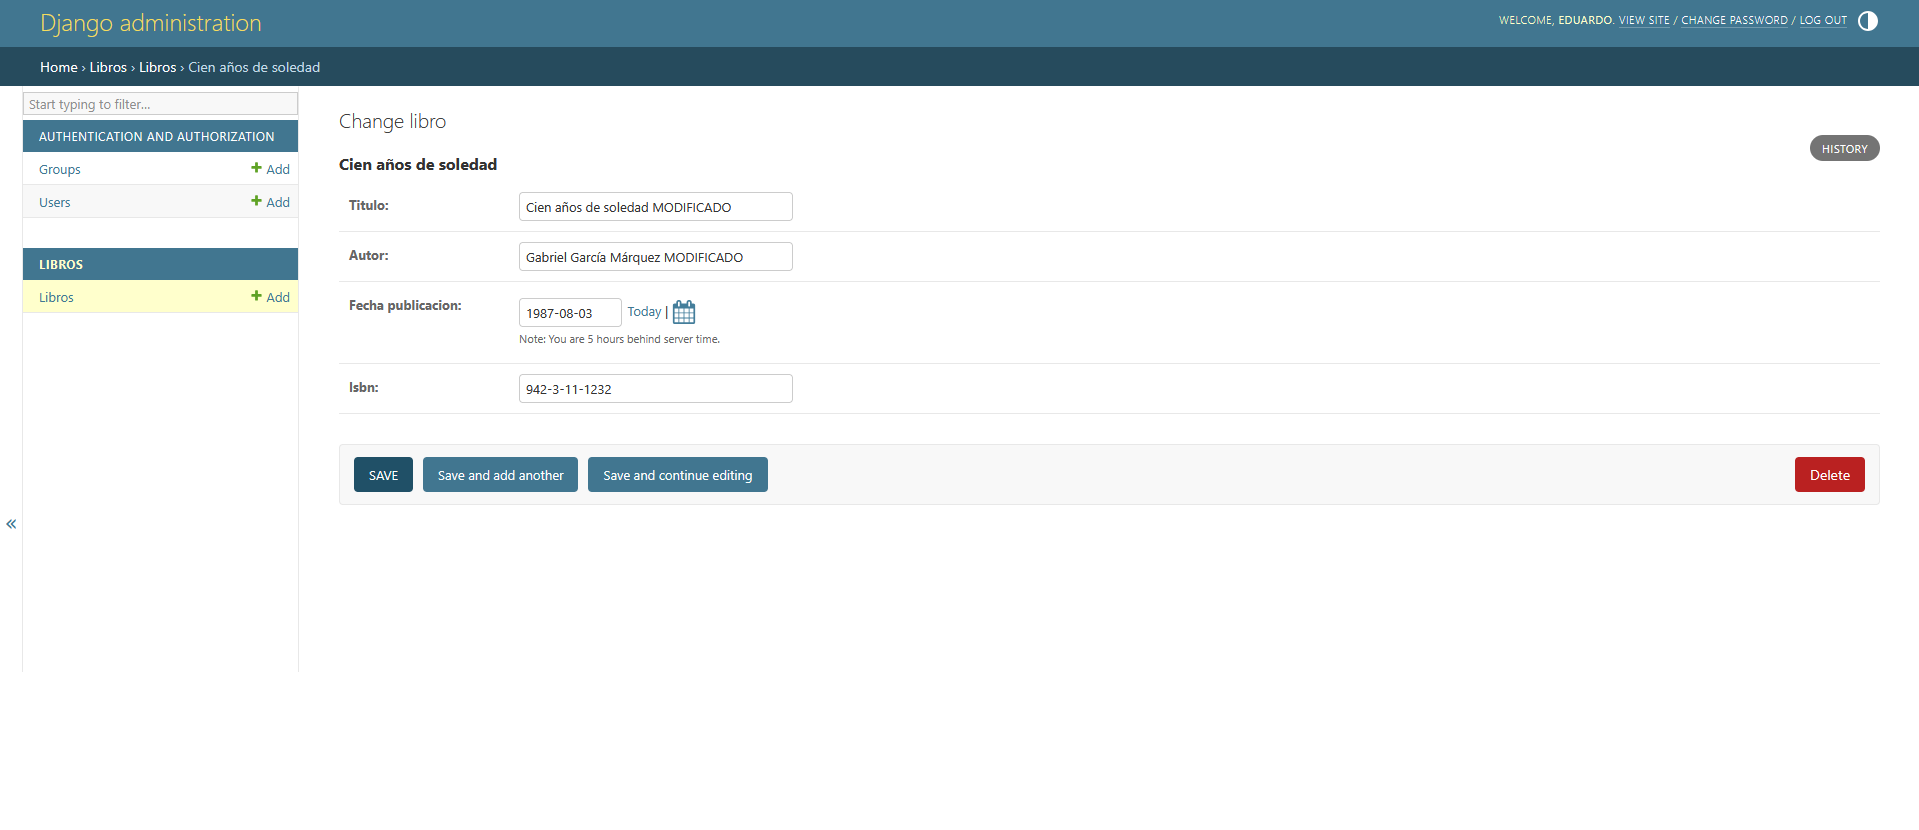 Django administration
WELCOME, EDUARDO. VIEW SITE / CHANGE PASSWORD / LOG OUT
Home › Libros › Libros › Cien años de soledad
Start typing to filter...
AUTHENTICATION AND AUTHORIZATION
Groups + Add
Users + Add
LIBROS
Libros + Add
«
Change libro
HISTORY
Cien años de soledad
Titulo: Cien años de soledad MODIFICADO
Autor: Gabriel García Márquez MODIFICADO
Fecha publicacion: 1987-08-03 Today |
Note: You are 5 hours behind server time.
Isbn: 942-3-11-1232
SAVE Save and add another Save and continue editing Delete